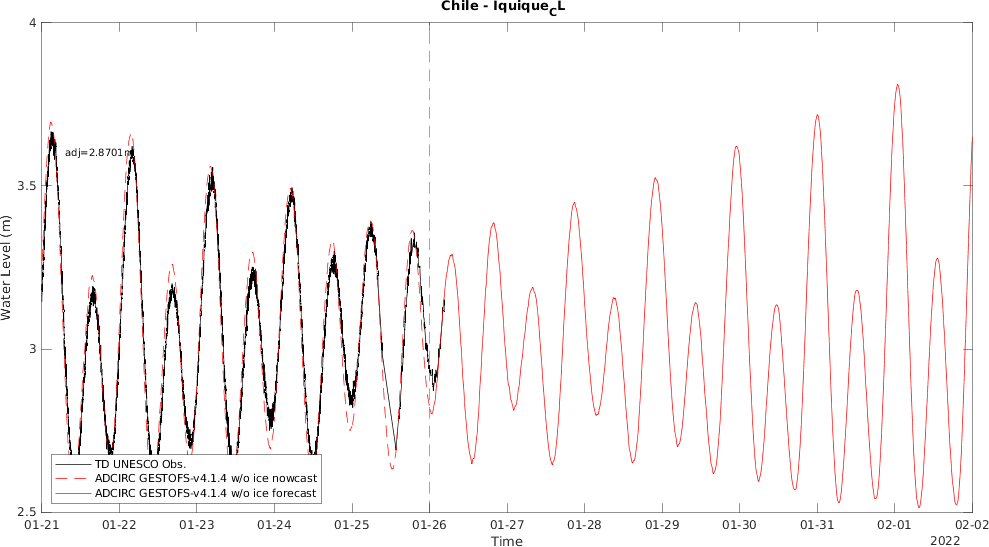 Chile - Iquique_CL
4
adj=2.8701m
3.5
Water Level (m)
3
TD UNESCO Obs.
ADCIRC GESTOFS-v4.1.4 w/o ice nowcast
ADCIRC GESTOFS-v4.1.4 w/o ice forecast
2.5
01-21 01-22 01-23 01-24 01-25 01-26 01-27 01-28 01-29 01-30 01-31 02-01 02-02
Time
2022